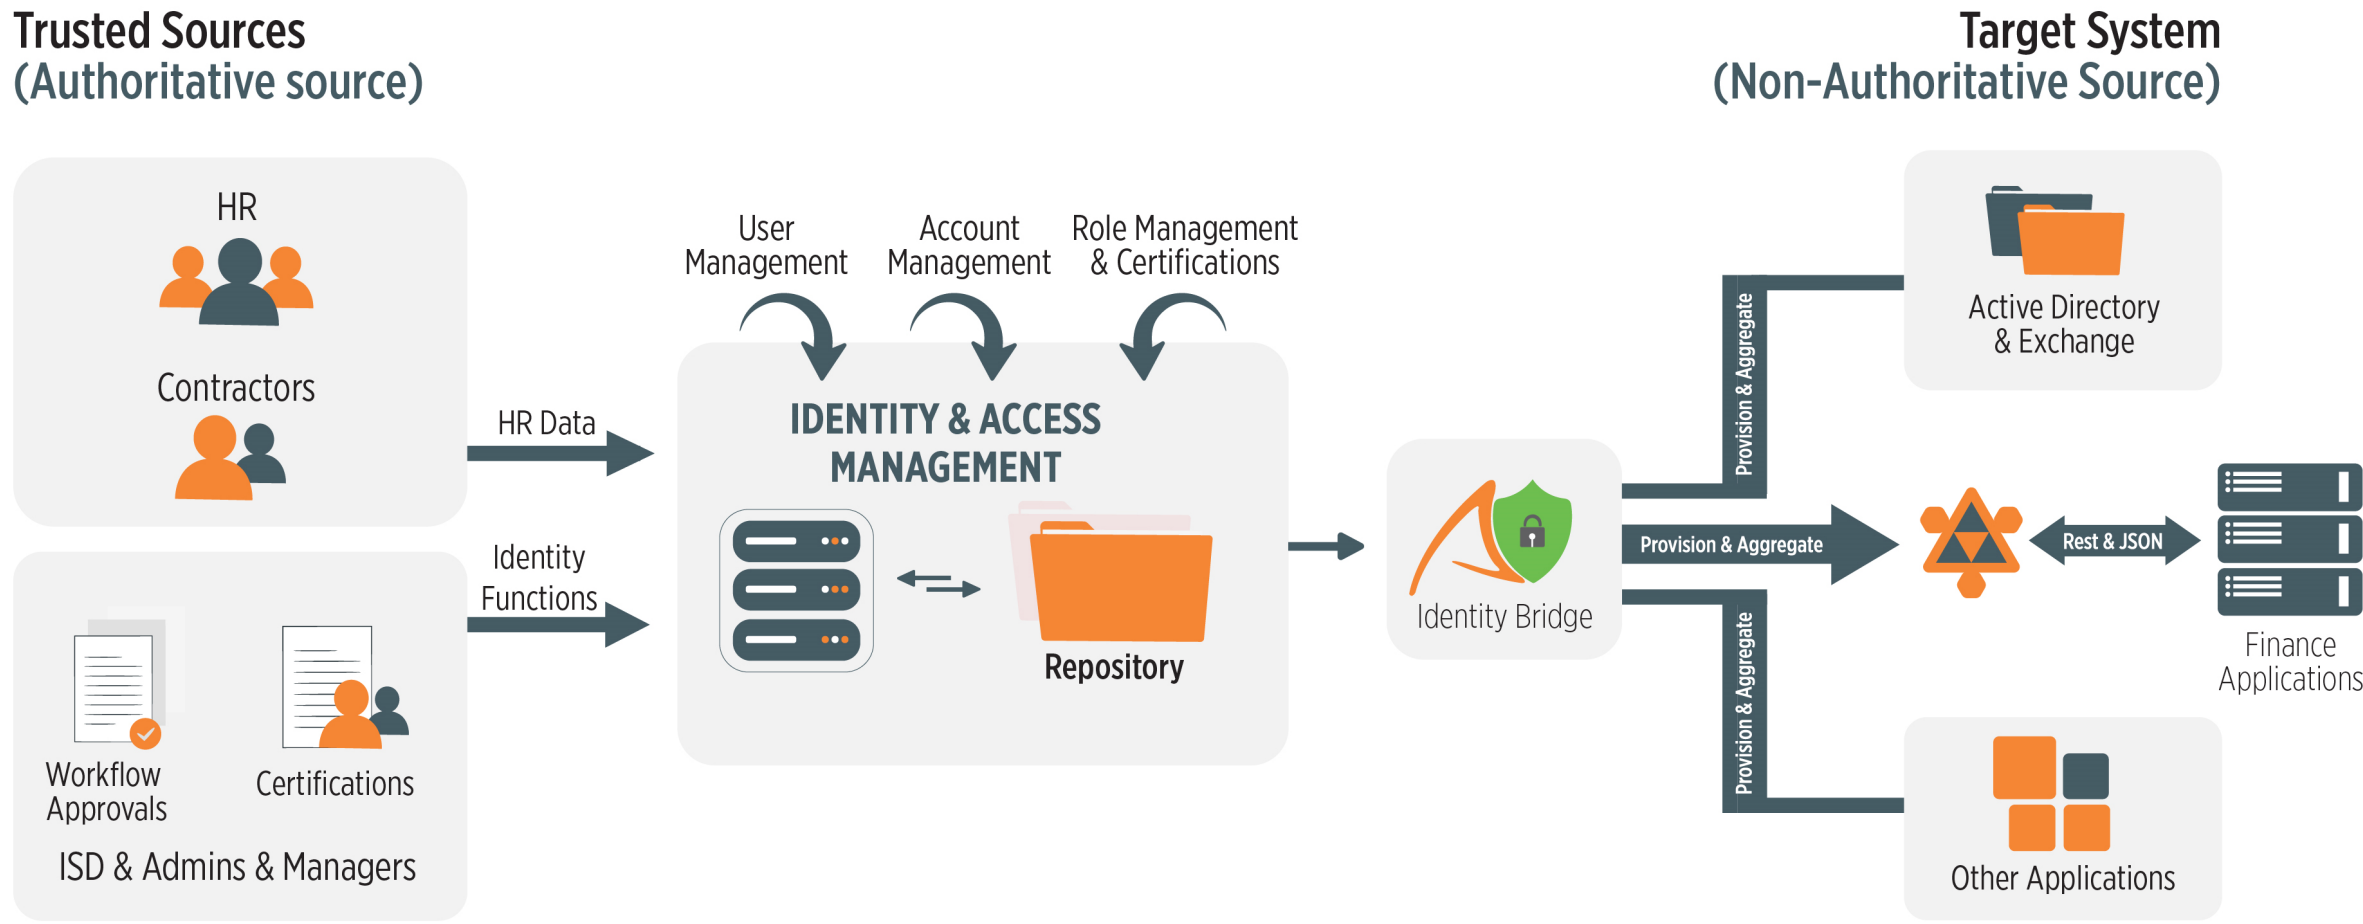 Trusted Sources
(Authoritative source)
Target System
(Non-Authoritative Source)
HR
Contractors
HR Data
Identity
Functions
Workflow
Approvals
Certifications
ISD & Admins & Managers
User
Management
Account
Management
Role Management
& Certifications
IDENTITY & ACCESS
MANAGEMENT
Repository
Identity Bridge
Provision & Aggregate
Provision & Aggregate
Provision & Aggregate
Active Directory
& Exchange
Rest & JSON
Finance
Applications
Other Applications